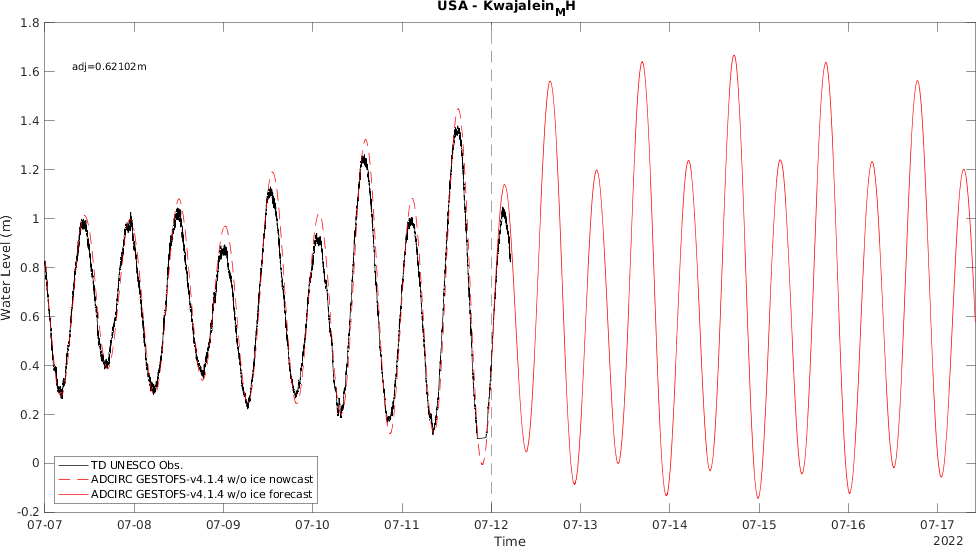 USA - Kwajalein_MH
adj=0.62102m
Water Level (m)
1.8
1.6
1.4
1.2
1
0.8
0.6
0.4
0.2
0
-0.2
TD UNESCO Obs.
ADCIRC GESTOFS-v4.1.4 w/o ice nowcast
ADCIRC GESTOFS-v4.1.4 w/o ice forecast
07-07 07-08 07-09 07-10 07-11 07-12 07-13 07-14 07-15 07-16 07-17
Time
2022